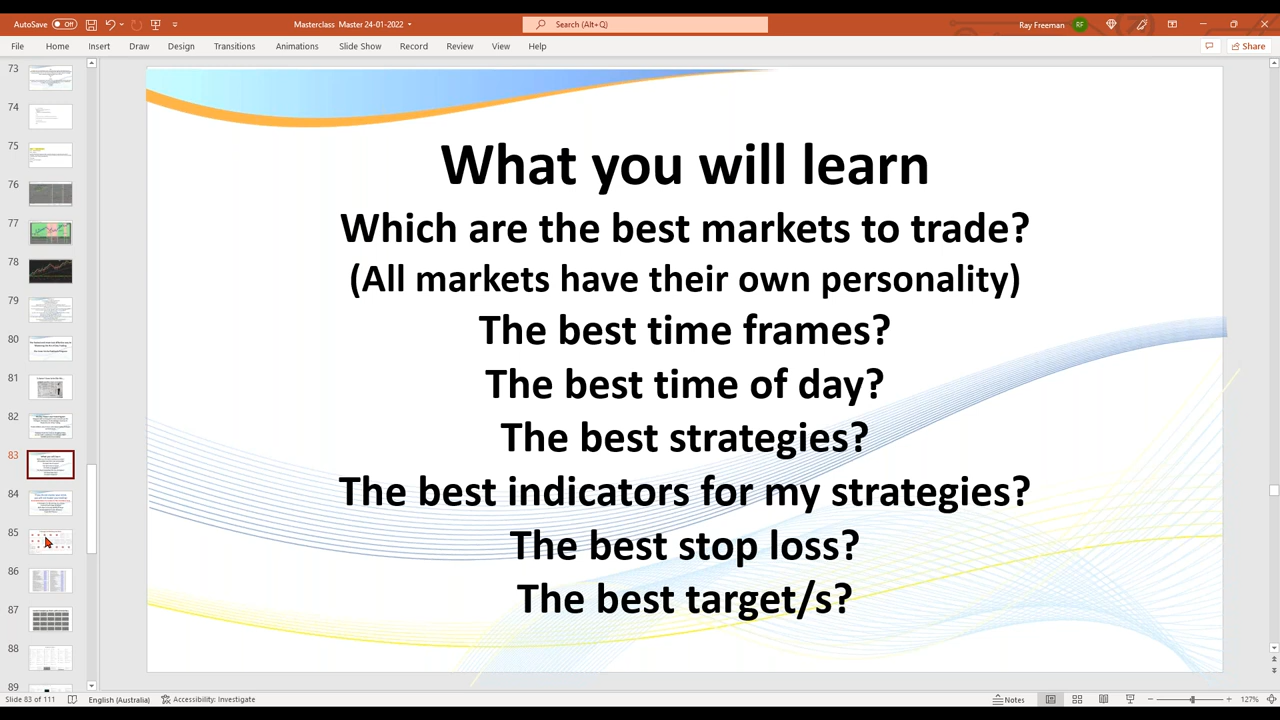 AutoSave
Off
Masterclass Master 24-01-2022
Search (Alt+Q)
Ray Freeman
RF
File
Home
Insert
Draw
Design
Transitions
Animations
Slide Show
Record
Review
View
Help
Share
73
74
75
76
77
78
79
80
81
82
83
84
85
86
87
88
89
What you will learn
Which are the best markets to trade?
(All markets have their own personality)
The best time frames?
The best time of day?
The best strategies?
The best indicators for my strategies?
The best stop loss?
The best target/s?
Slide 83 of 111
English (Australia)
Accessibility: Investigate
Notes
127%